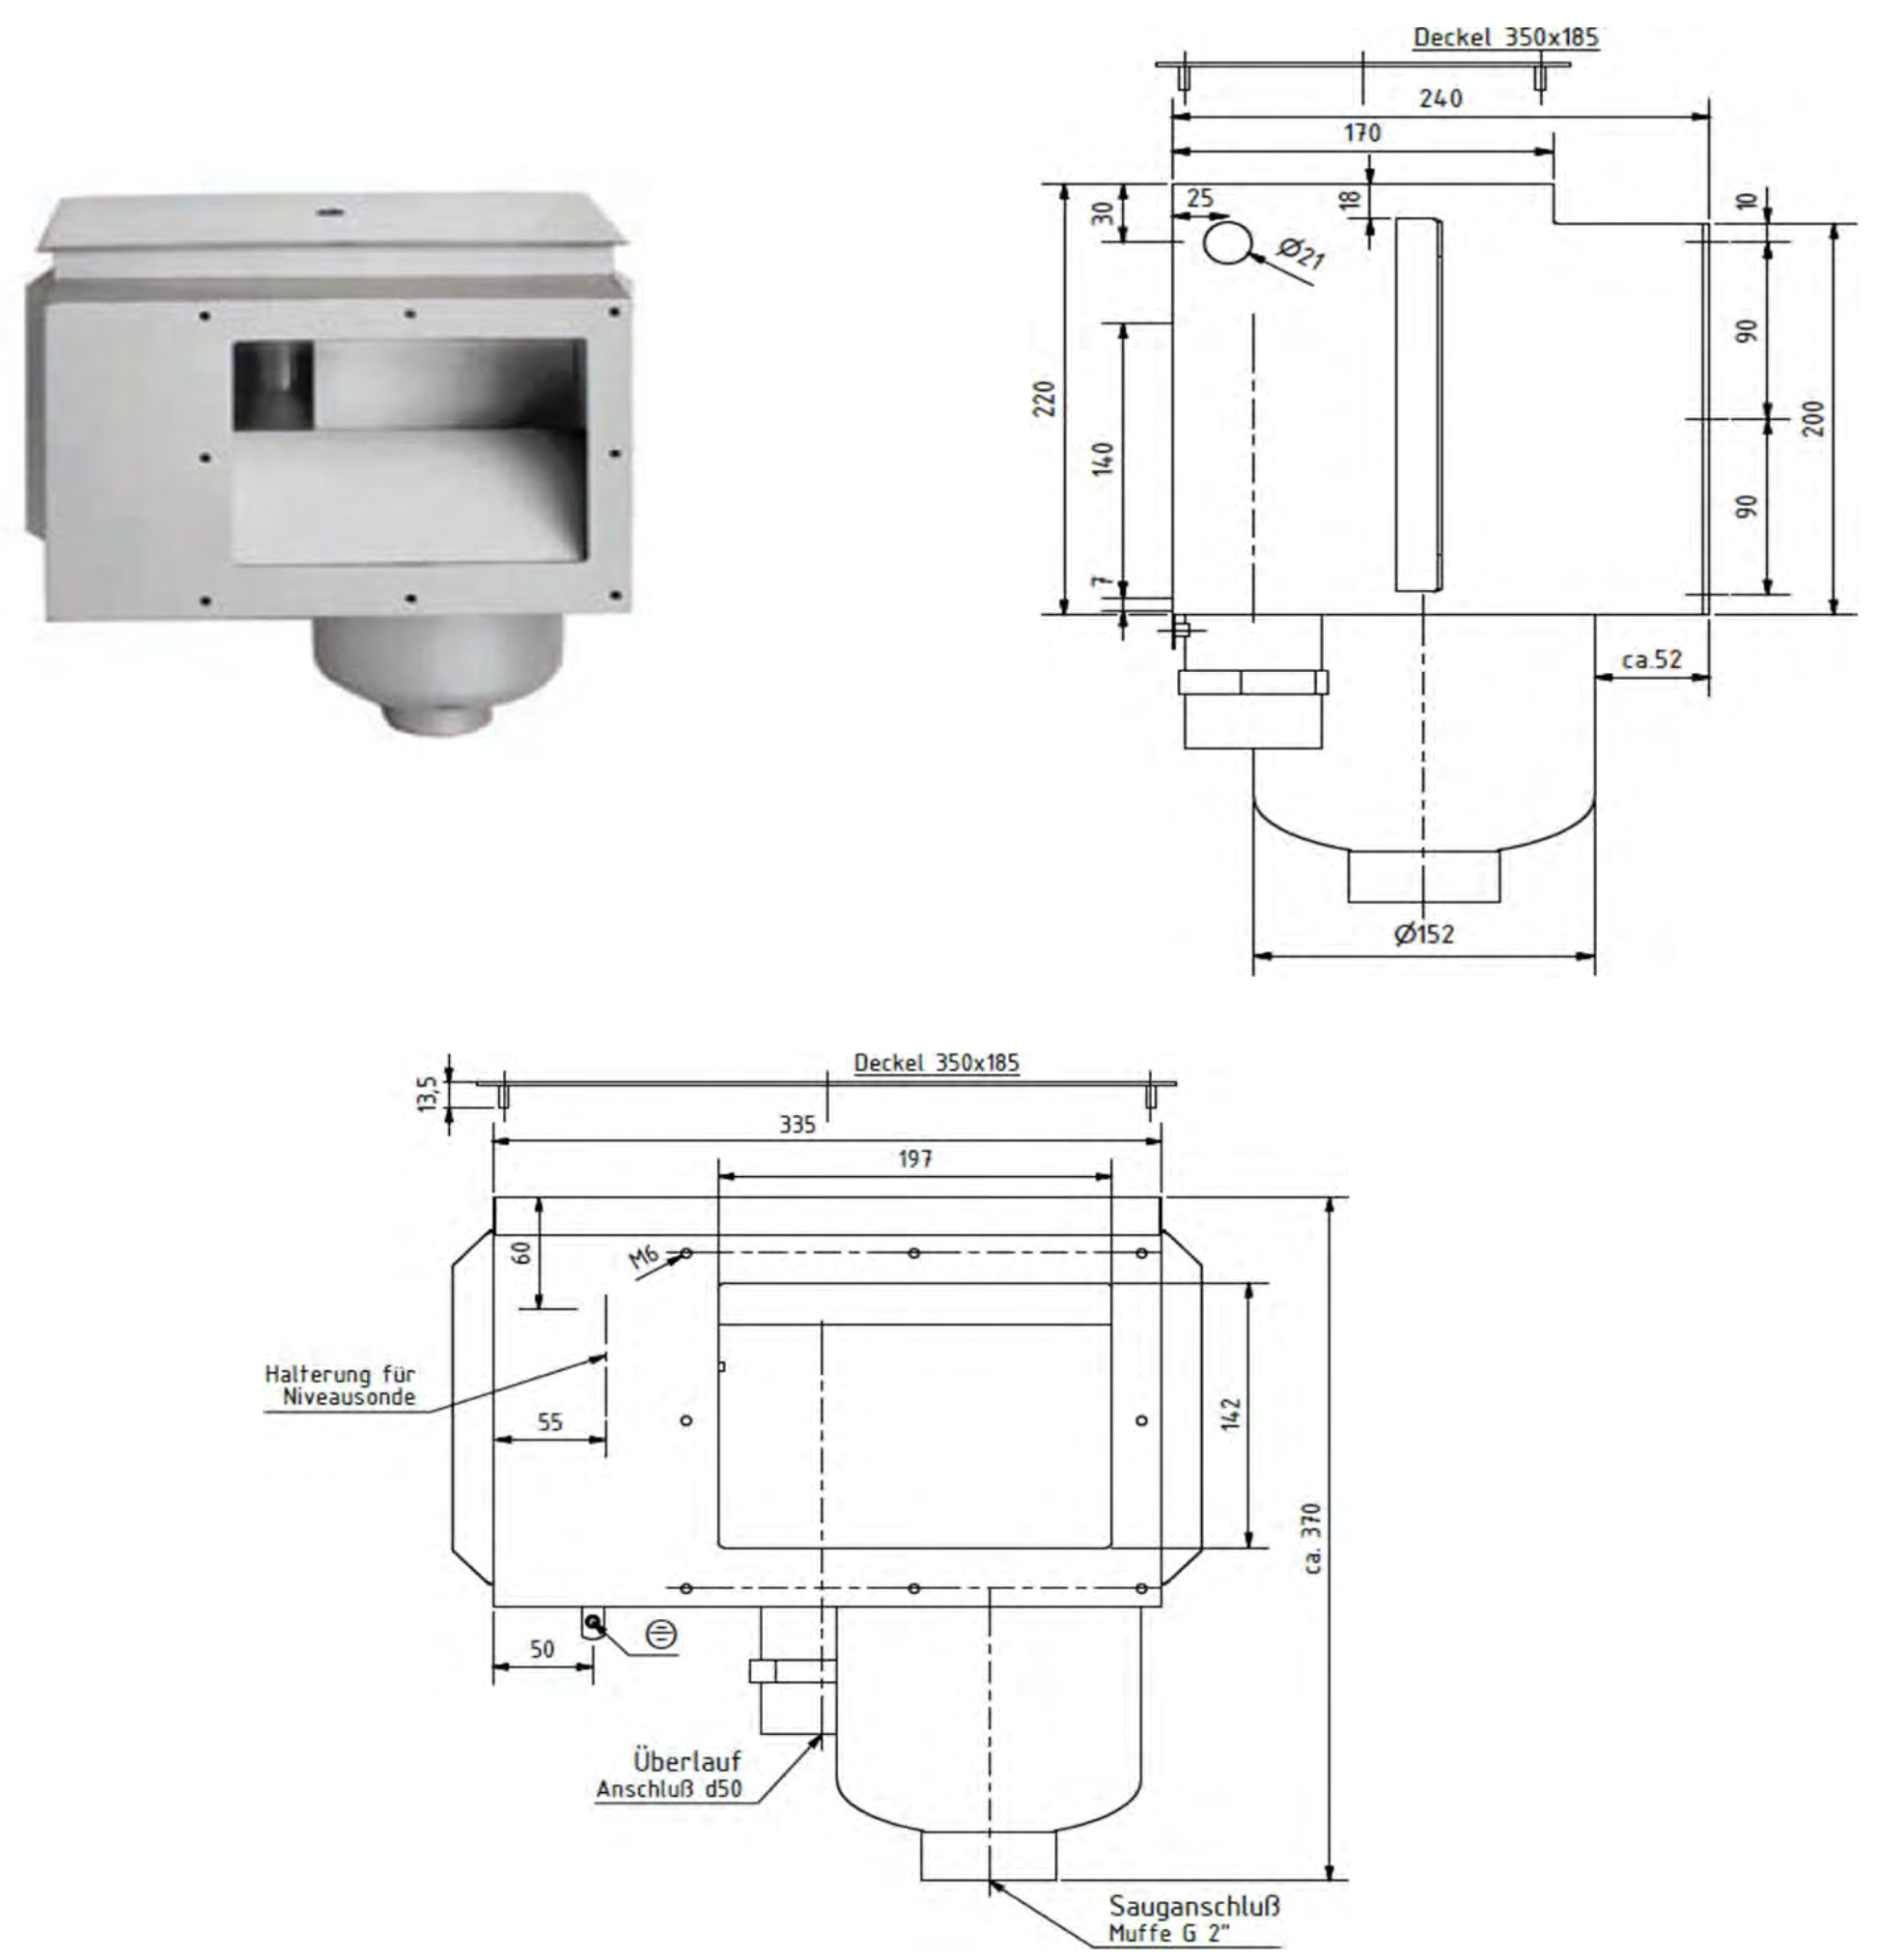 Deckel 350x185
240
170
25
30
18
10
Ø21
90
220
140
200
90
7
ca.52
Ø152
Deckel 350x185
13,5
335
197
60
M6
Halterung für
Niveausonde
55
142
ca. 370
50
Überlauf
Anschluß d50
Sauganschluß
Muffe G 2"